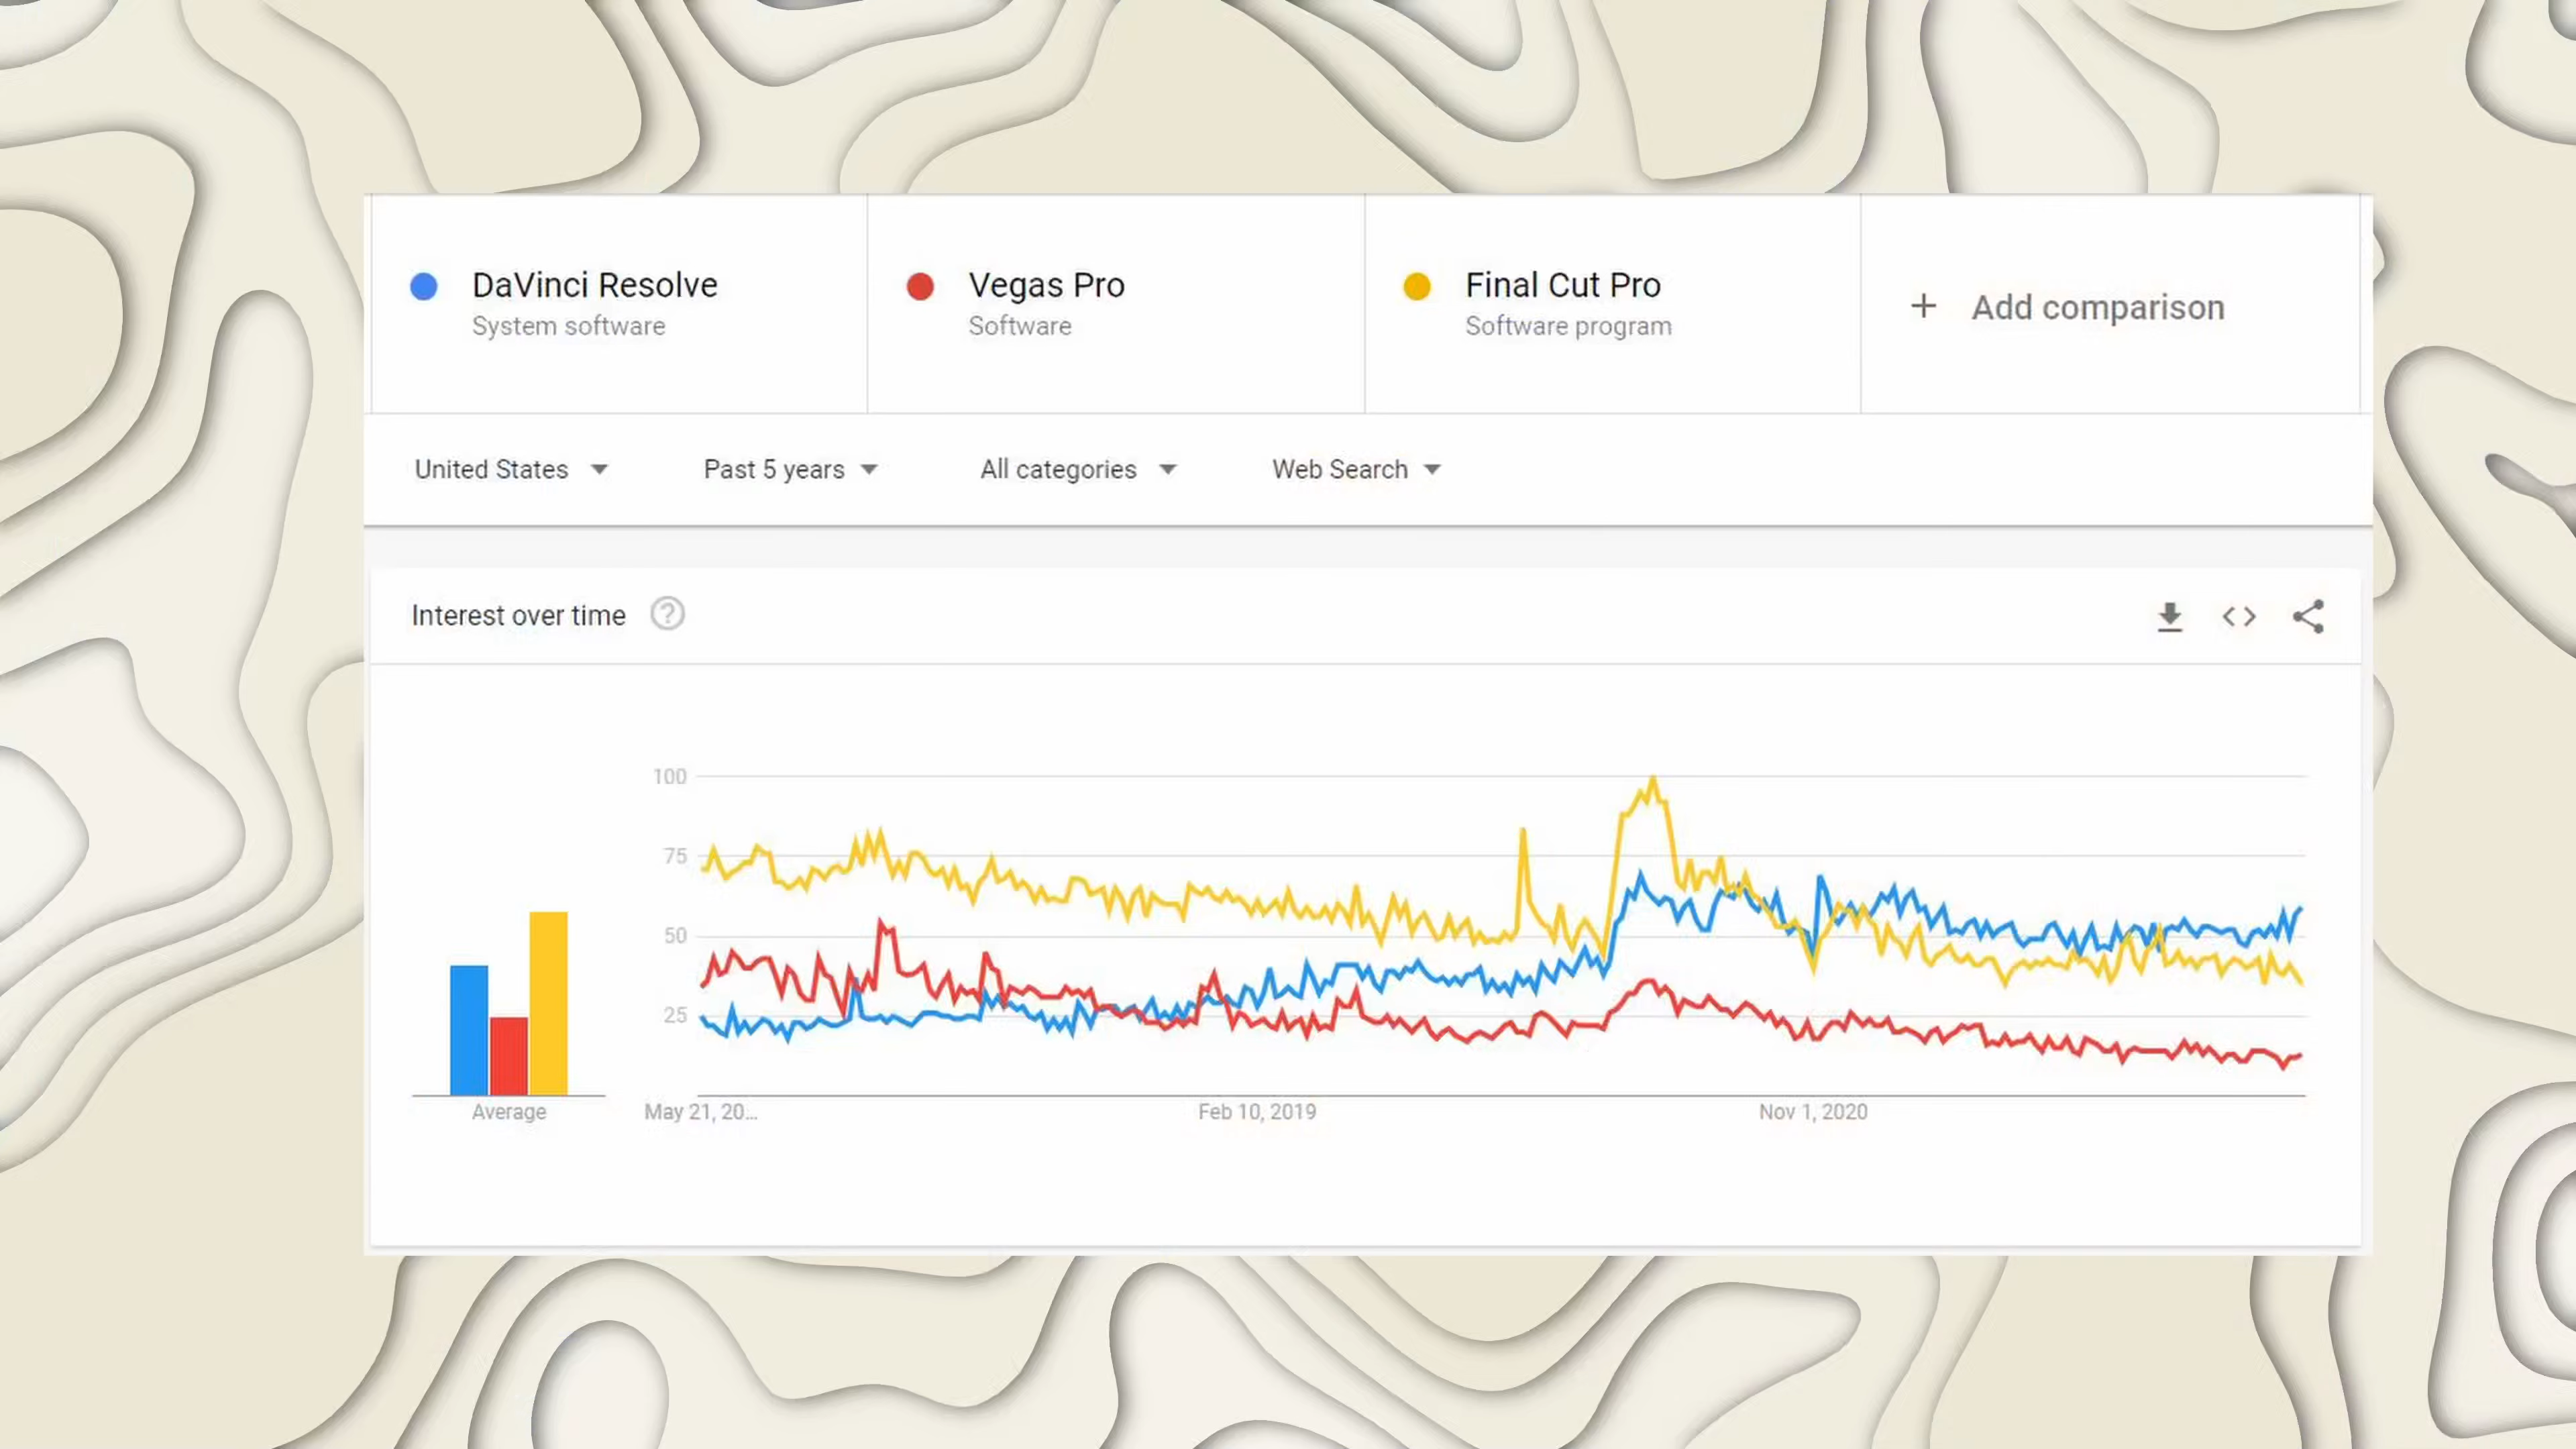 DaVinci Resolve
System software
Vegas Pro
Software
Final Cut Pro
Software program
+ Add comparison
United States
Past 5 years
All categories
Web Search
Interest over time
?
100
75
50
25
Average
May 21, 20...
Feb 10, 2019
Nov 1, 2020